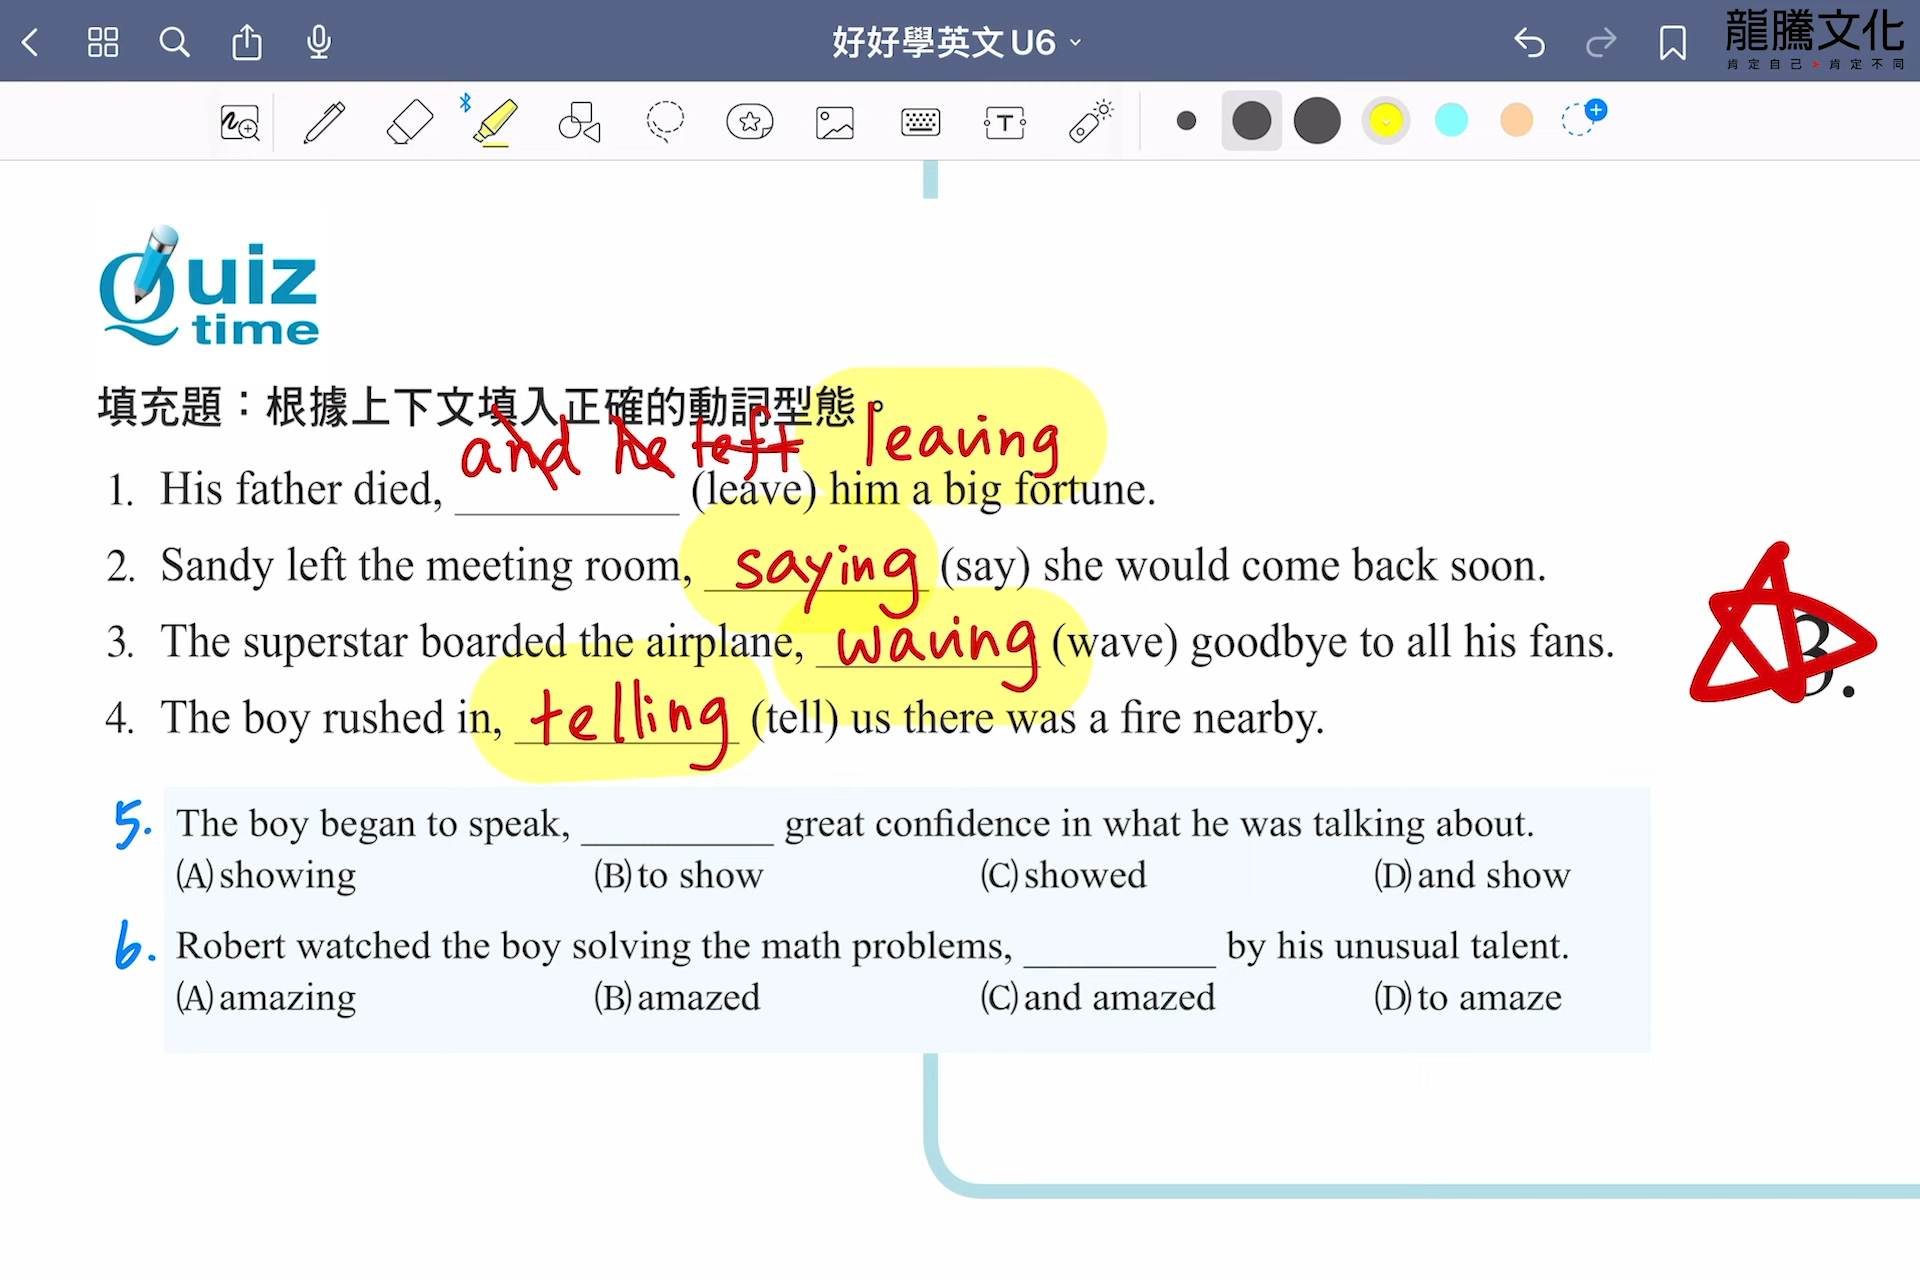 好好學英文 U6
龍騰文化
肯定自己➤肯定不同
Quiz
time
填充題：根據上下文填入正確的動詞型態。
and he left leaving
1. His father died, __________ (leave) him a big fortune.
2. Sandy left the meeting room, saying (say) she would come back soon.
3. The superstar boarded the airplane, waving (wave) goodbye to all his fans.
3.
4. The boy rushed in, telling (tell) us there was a fire nearby.
5. The boy began to speak, __________ great confidence in what he was talking about.
(A) showing (B) to show (C) showed (D) and show
6. Robert watched the boy solving the math problems, __________ by his unusual talent.
(A) amazing (B) amazed (C) and amazed (D) to amaze